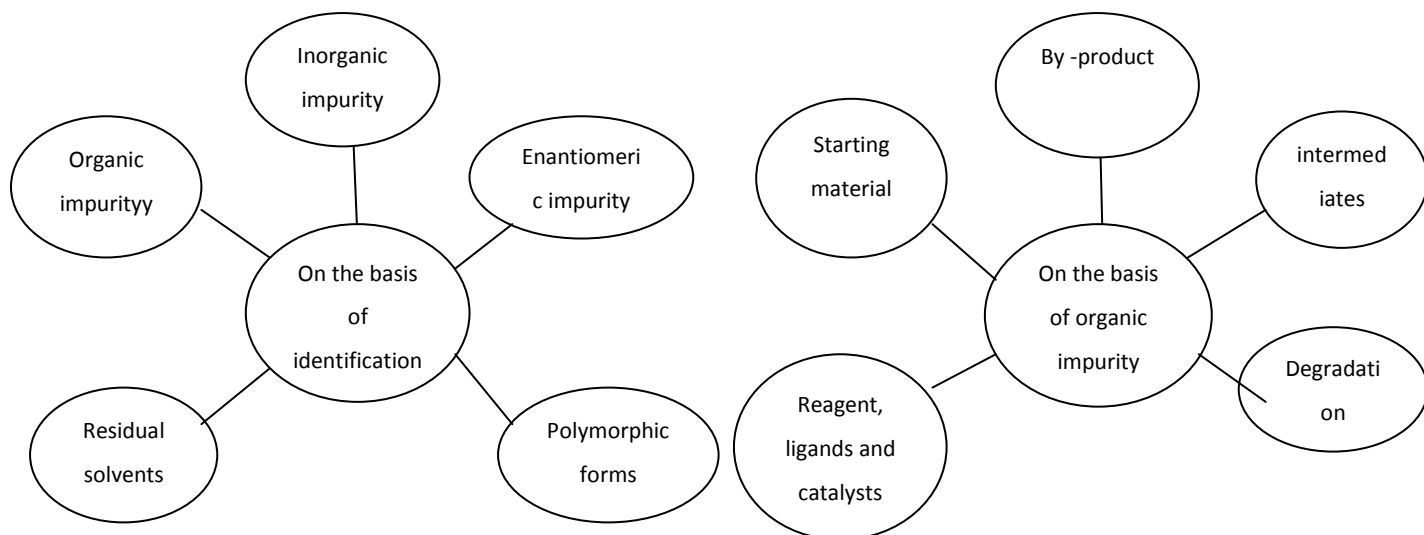 Inorganic
impurity
Organic
impurityy
Enantiomeri
c impurity
On the basis
of
identification
Residual
solvents
Polymorphic
forms
By -product
Starting
material
intermed
iates
On the basis
of organic
impurity
Reagent,
ligands and
catalysts
Degradati
on